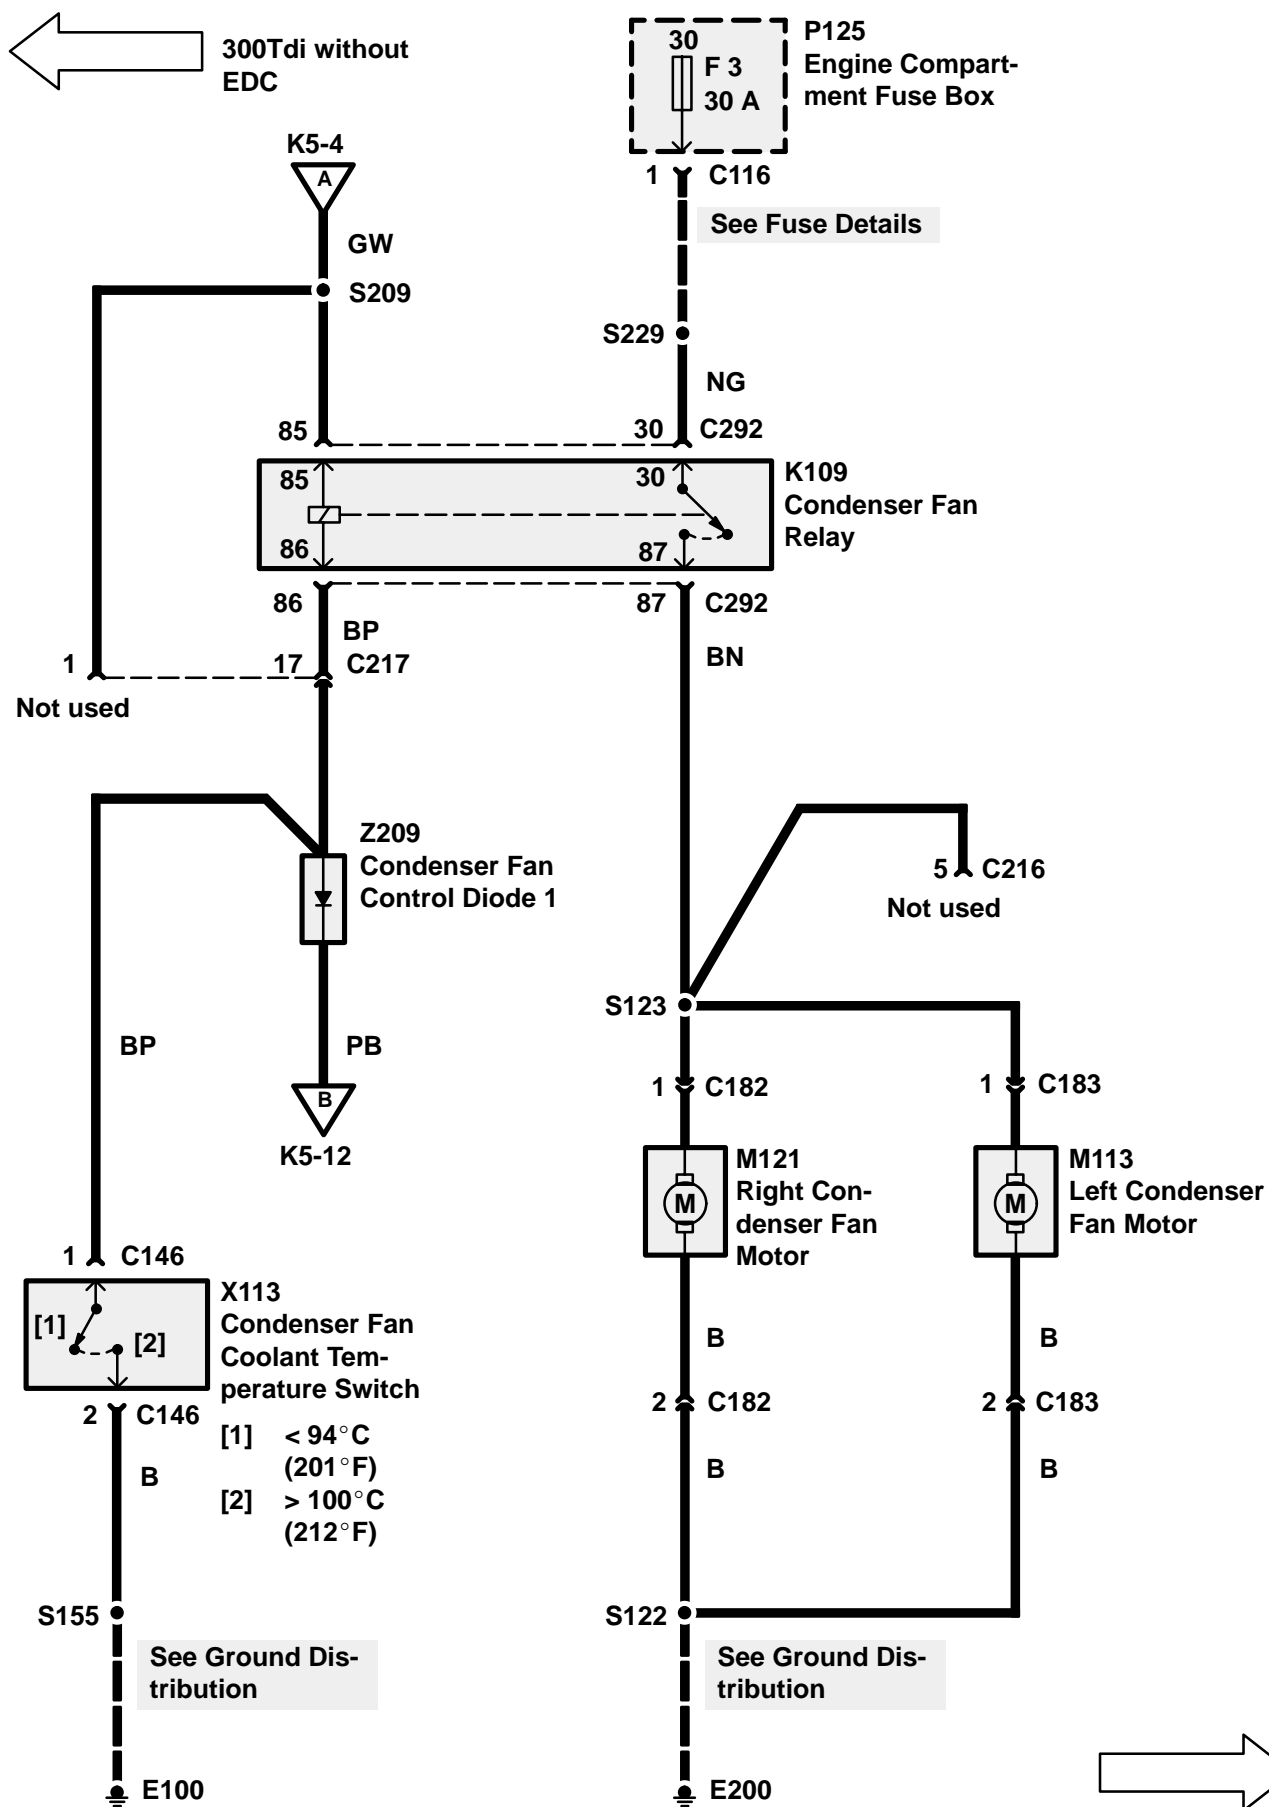 300Tdi without
EDC
30
F 3
30 A
P125
Engine Compart-
ment Fuse Box
K5-4
A
1
C116
See Fuse Details
GW
S209
S229
NG
85
30
C292
85
30
86
87
K109
Condenser Fan
Relay
86
87
C292
BP
BN
1
17
C217
Not used
Z209
Condenser Fan
Control Diode 1
5
C216
Not used
S123
BP
PB
B
K5-12
1
C182
1
C183
M
M121
Right Con-
denser Fan
Motor
M
M113
Left Condenser
Fan Motor
1
C146
[1]
[2]
X113
Condenser Fan
Coolant Tem-
perature Switch
[1] < 94°C
(201°F)
[2] > 100°C
(212°F)
B
B
2
C146
2
C182
2
C183
B
B
B
S155
S122
See Ground Dis-
tribution
See Ground Dis-
tribution
E100
E200